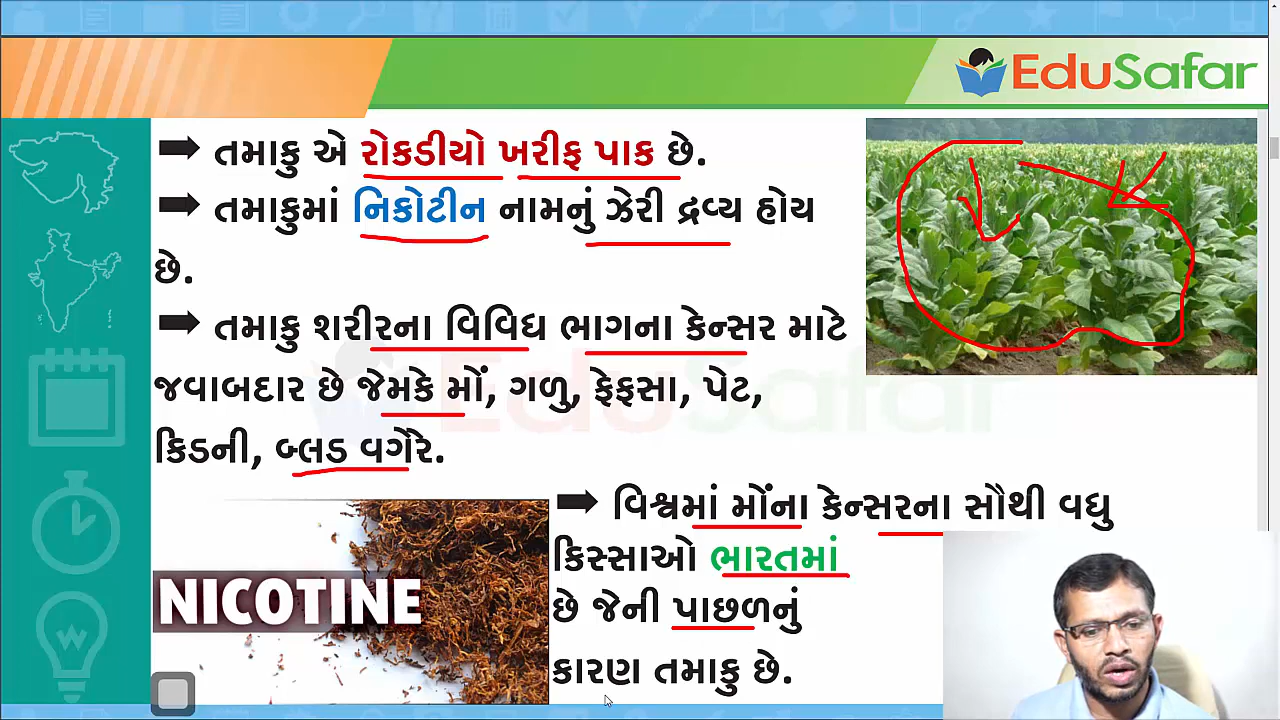 EduSafar
➡ તમાકુ એ રોકડીયો ખરીફ પાક છે.
➡ તમાકુમાં નિકોટીન નામનું ઝેરી દ્રવ્ય હોય
છે.
➡ તમાકુ શરીરના વિવિધ ભાગના કેન્સર માટે
જવાબદાર છે જેમકે મોં, ગળુ, ફેફસા, પેટ,
કિડની, બ્લડ વગેરે.
➡ વિશ્વમાં મોંના કેન્સરના સૌથી વધુ
કિસ્સાઓ ભારતમાં
છે જેની પાછળનું
કારણ તમાકુ છે.
NICOTINE
EduSafar